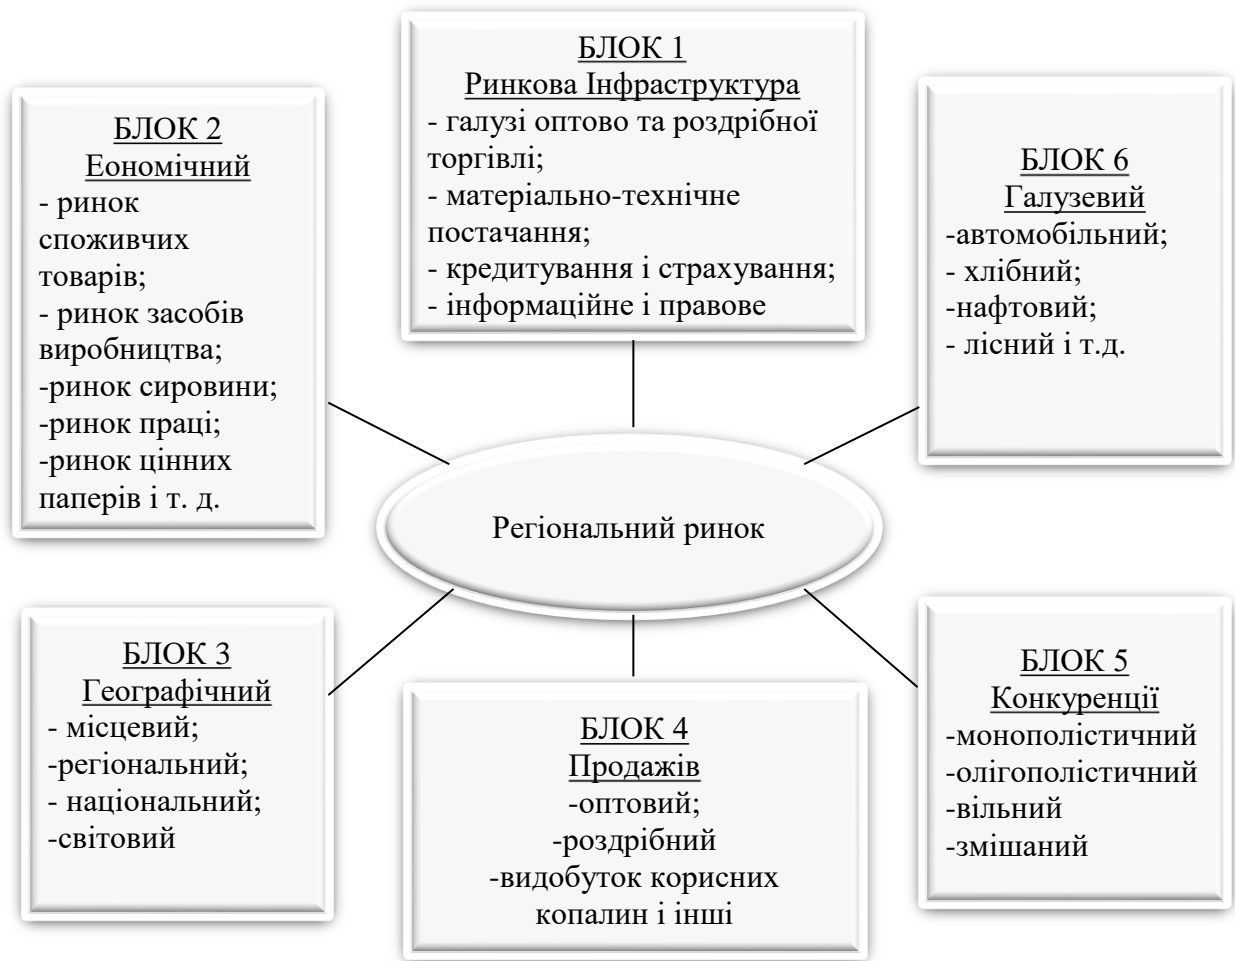 БЛОК 1
Ринкова Інфраструктура
- галузі оптово та роздрібної
торгівлі;
- матеріально-технічне
постачання;
- кредитування і страхування;
- інформаційне і правове
БЛОК 2
Еономічний
- ринок
споживчих
товарів;
- ринок засобів
виробництва;
-ринок сировини;
-ринок праці;
-ринок цінних
паперів і т. д.
БЛОК 6
Галузевий
-автомобільний;
- хлібний;
-нафтовий;
- лісний і т.д.
Регіональний ринок
БЛОК 3
Географічний
- місцевий;
-регіональний;
- національний;
-світовий
БЛОК 4
Продажів
-оптовий;
-роздрібний
-видобуток корисних
копалин і інші
БЛОК 5
Конкуренції
-монополістичний
-олігополістичний
-вільний
-змішаний